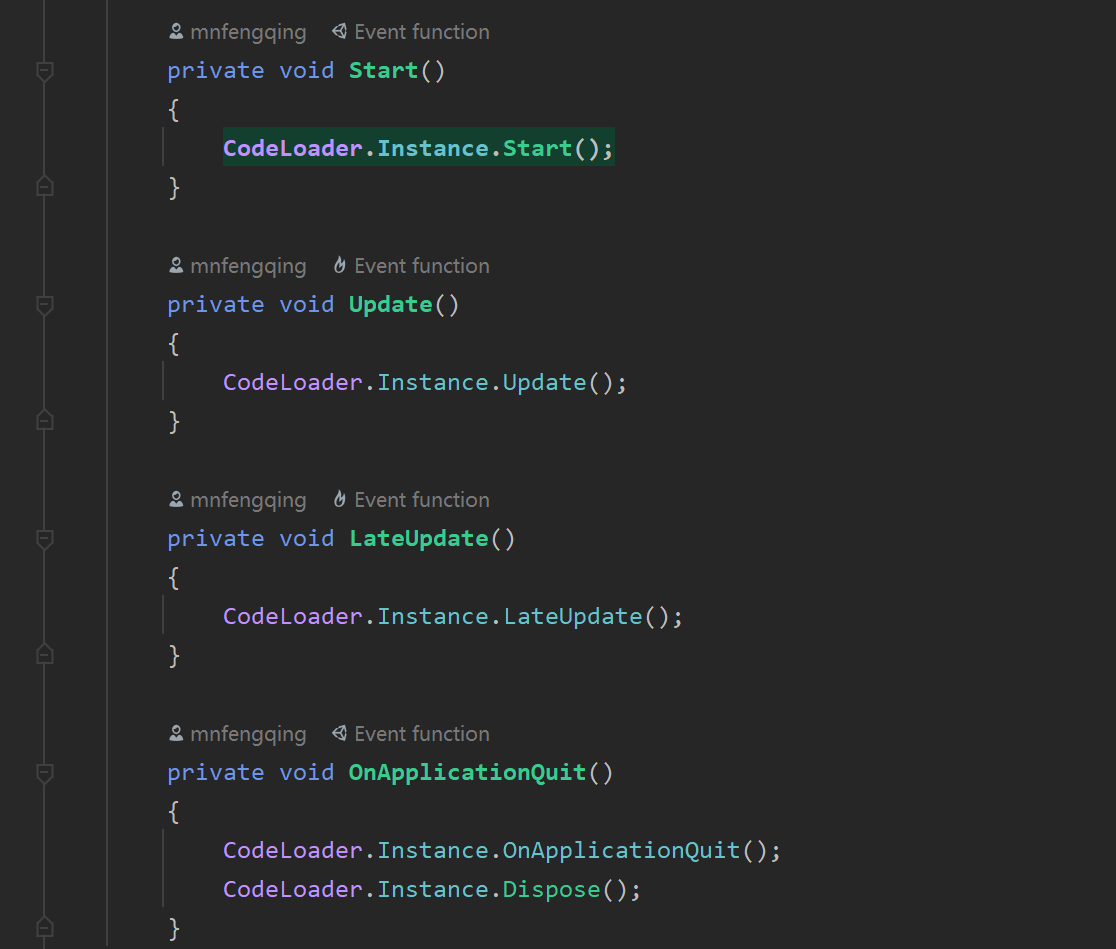 mnfengqing Event function
private void Start()
{
CodeLoader.Instance.Start();
}
mnfengqing Event function
private void Update()
{
CodeLoader.Instance.Update();
}
mnfengqing Event function
private void LateUpdate()
{
CodeLoader.Instance.LateUpdate();
}
mnfengqing Event function
private void OnApplicationQuit()
{
CodeLoader.Instance.OnApplicationQuit();
CodeLoader.Instance.Dispose();
}